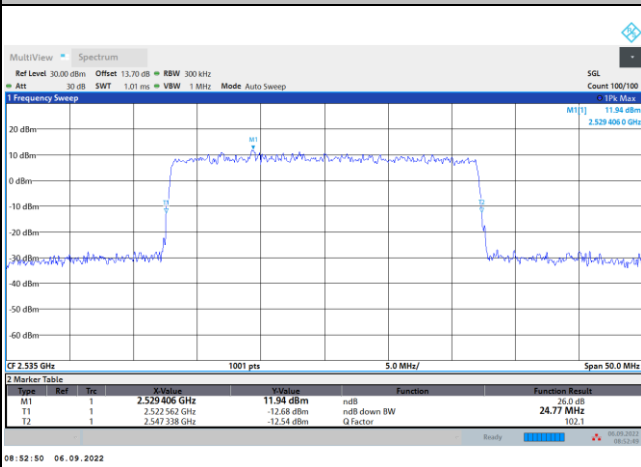 MultiView Spectrum
Ref Level 30.00 dBm Offset 13.70 dB RBW 300 kHz SGL
Att 30 dB SWT 1.01 ms VBW 1 MHz Mode Auto Sweep Count 100/100
1 Frequency Sweep 1Pk Max
M1[1] 11.94 dBm
2.529 406 0 GHz
20 dBm
M1
10 dBm
0 dBm
T1 T2
-10 dBm
-20 dBm
-30 dBm
-40 dBm
-50 dBm
-60 dBm
CF 2.535 GHz 1001 pts 5.0 MHz/ Span 50.0 MHz
2 Marker Table
Type Ref Trc X-Value Y-Value Function Function Result
M1 1 2.529 406 GHz 11.94 dBm ndB 26.0 dB
T1 1 2.522 562 GHz -12.68 dBm ndB down BW 24.77 MHz
T2 1 2.547 338 GHz -12.54 dBm Q Factor 102.1
Ready 06.09.2022
08:52:49
08:52:50 06.09.2022